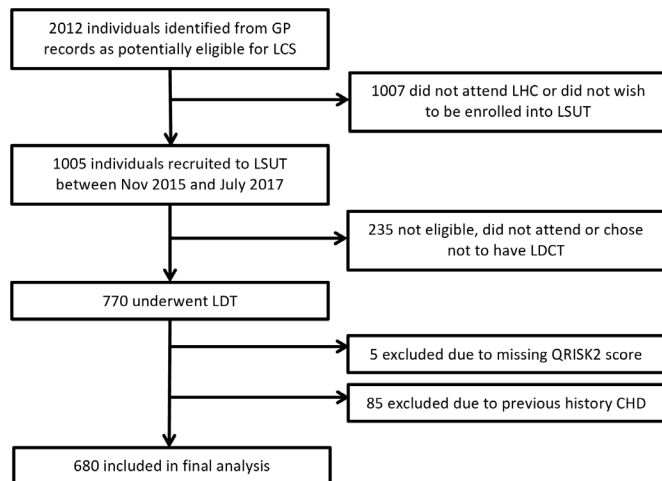 2012 individuals identified from GP
records as potentially eligible for LCS
1007 did not attend LHC or did not wish
to be enrolled into LSUT
1005 individuals recruited to LSUT
between Nov 2015 and July 2017
235 not eligible, did not attend or chose
not to have LDCT
770 underwent LDT
5 excluded due to missing QRISK2 score
85 excluded due to previous history CHD
680 included in final analysis